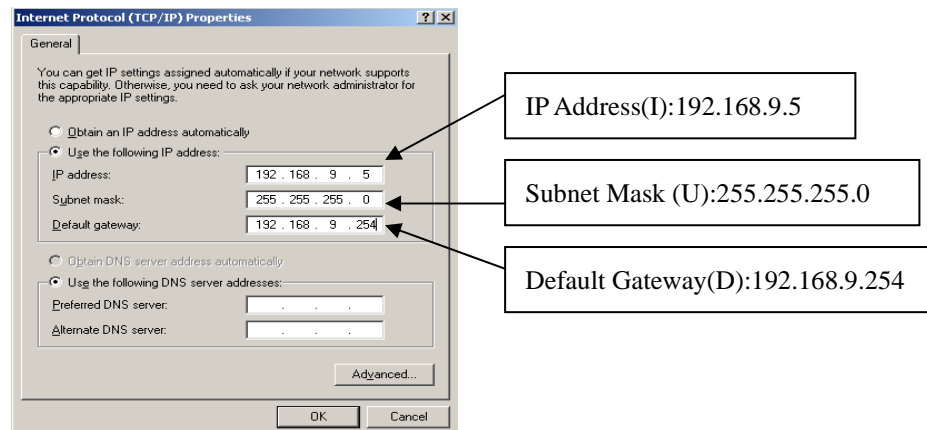 Internet Protocol (TCP/IP) Properties
General
You can get IP settings assigned automatically if your network supports
this capability. Otherwise, you need to ask your network administrator for
the appropriate IP settings.
Obtain an IP address automatically
Use the following IP address:
IP address: 192 . 168 . 9 . 5
Subnet mask: 255 . 255 . 255 . 0
Default gateway: 192 . 168 . 9 . 254
Obtain DNS server address automatically
Use the following DNS server addresses:
Preferred DNS server: . . .
Alternate DNS server: . . .
Advanced...
OK Cancel
IP Address(I):192.168.9.5
Subnet Mask (U):255.255.255.0
Default Gateway(D):192.168.9.254